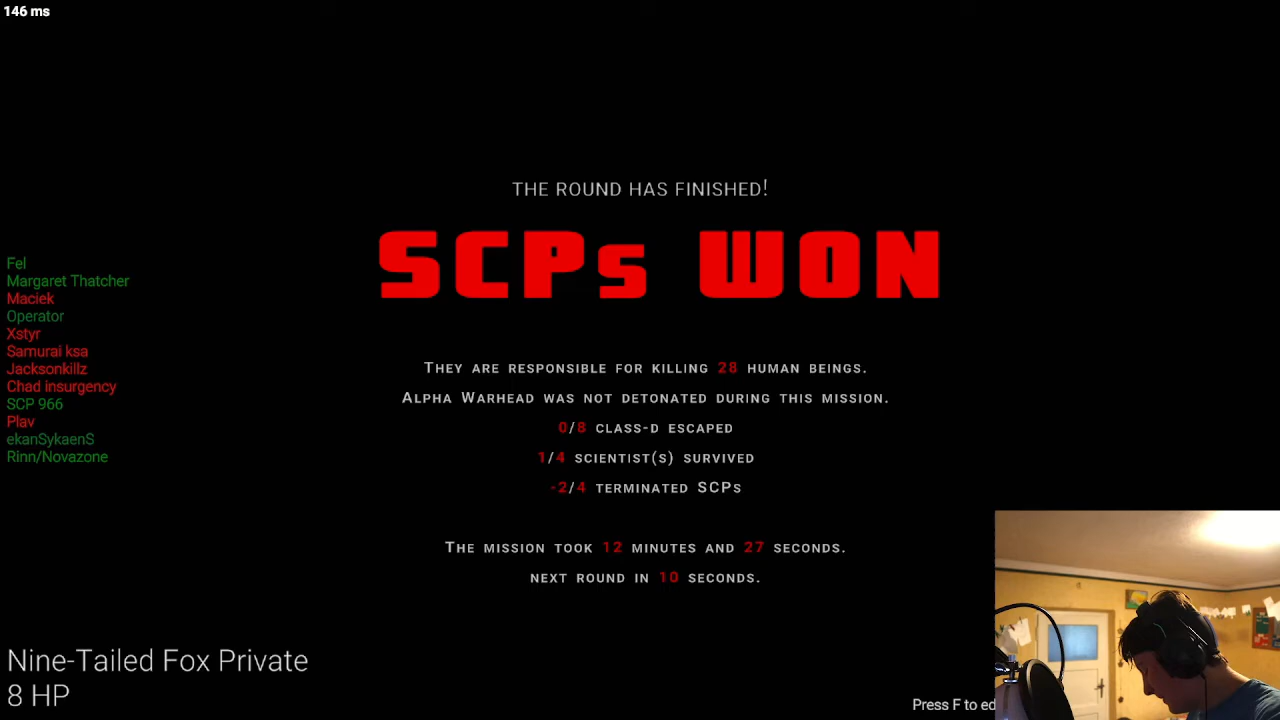 146 ms
THE ROUND HAS FINISHED!
SCPs WON
Fel
Margaret Thatcher
Maciek
Operator
Xstyr
Samurai ksa
Jacksonkillz
Chad insurgency
SCP 966
Plav
ekanSykaenS
Rinn/Novazone
They are responsible for killing 28 human beings.
Alpha Warhead was not detonated during this mission.
0/8 class-d escaped
1/4 scientist(s) survived
-2/4 terminated SCPs
The mission took 12 minutes and 27 seconds.
next round in 10 seconds.
Nine-Tailed Fox Private
8 HP
Press F to